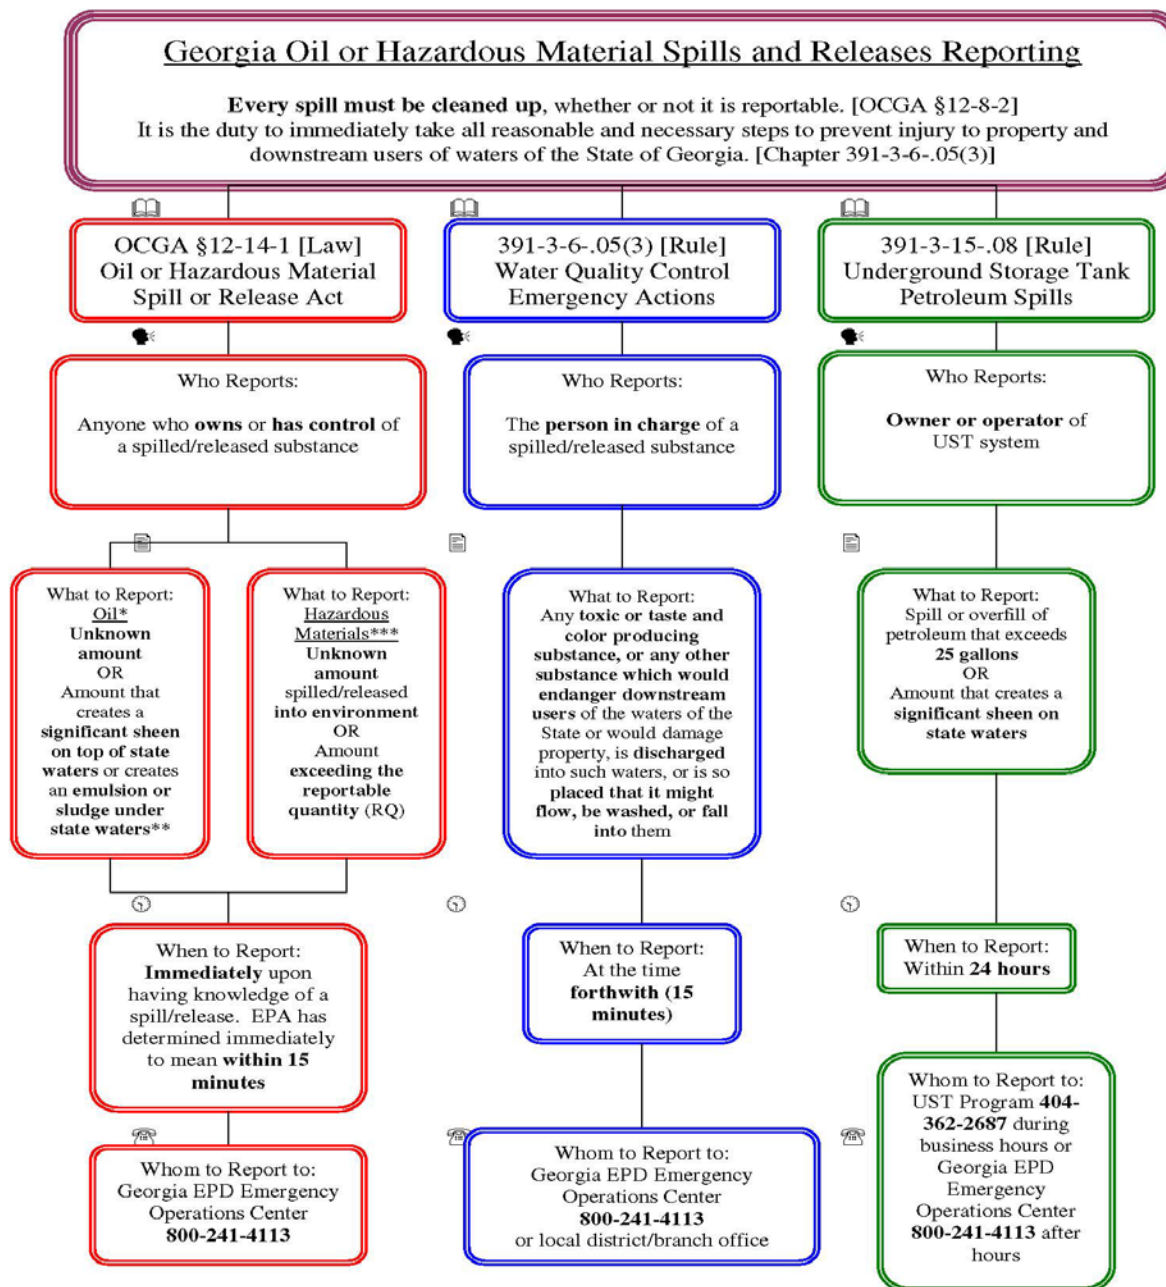 Georgia Oil or Hazardous Material Spills and Releases Reporting
Every spill must be cleaned up, whether or not it is reportable. [OCGA §12-8-2]
It is the duty to immediately take all reasonable and necessary steps to prevent injury to property and
downstream users of waters of the State of Georgia. [Chapter 391-3-6-.05(3)]
OCGA §12-14-1 [Law]
Oil or Hazardous Material
Spill or Release Act
Who Reports:
Anyone who owns or has control of
a spilled/released substance
What to Report:
Oil*
Unknown
amount
OR
Amount that
creates a
significant sheen
on top of state
waters or creates
an emulsion or
sludge under
state waters**
What to Report:
Hazardous
Materials***
Unknown
amount
spilled/released
into environment
OR
Amount
exceeding the
reportable
quantity (RQ)
When to Report:
Immediately upon
having knowledge of a
spill/release. EPA has
determined immediately
to mean within 15
minutes
Whom to Report to:
Georgia EPD Emergency
Operations Center
800-241-4113
391-3-6-.05(3) [Rule]
Water Quality Control
Emergency Actions
Who Reports:
The person in charge of a
spilled/released substance
What to Report:
Any toxic or taste and
color producing
substance, or any other
substance which would
endanger downstream
users of the waters of the
State or would damage
property, is discharged
into such waters, or is so
placed that it might
flow, be washed, or fall
into them
When to Report:
At the time
forthwith (15
minutes)
Whom to Report to:
Georgia EPD Emergency
Operations Center
800-241-4113
or local district/branch office
391-3-15-.08 [Rule]
Underground Storage Tank
Petroleum Spills
Who Reports:
Owner or operator of
UST system
What to Report:
Spill or overfill of
petroleum that exceeds
25 gallons
OR
Amount that creates a
significant sheen on
state waters
When to Report:
Within 24 hours
Whom to Report to:
UST Program 404-
362-2687 during
business hours or
Georgia EPD
Emergency
Operations Center
800-241-4113 after
hours